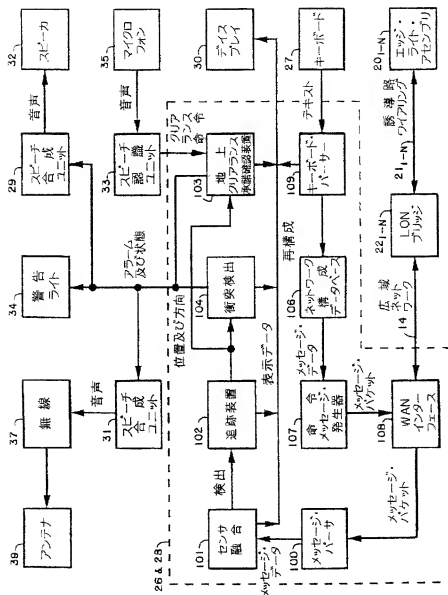 32
スピーカ
35
マイクロ
フォン
30
ディス
プレイ
27
キーボード
20₁₋N
エッジ・
ライト・
アセンブリ
音声
音声
クリアランス
命令
テキスト
誘導路
ワイアリング
21₁₋N
29
スピーチ
合成
ユニット
33
スピーチ
認識
ユニット
103
地上
クリアランス
承諾確認装置
109
キーボード・
パーサー
22₁₋N
LON
ブリッジ
34
警告
ライト
アラーム及び状態
位置及び方向
104
衝突検出
表示データ
再構成
106
ネットワーク
構成
データベース
広域
ネット
ワーク
14
37
無線
音声
31
スピーチ
合成
ユニット
102
追跡装置
メッセージ・
データ
107
命令
メッセージ・
発生器
メッセージ・
パケット
108
WAN
インター
フェース
39
アンテナ
検出
26 & 28
101
センサ
融合
メッセージ・
データ
100
メッセージ・
パーサ
メッセージ・
パケット